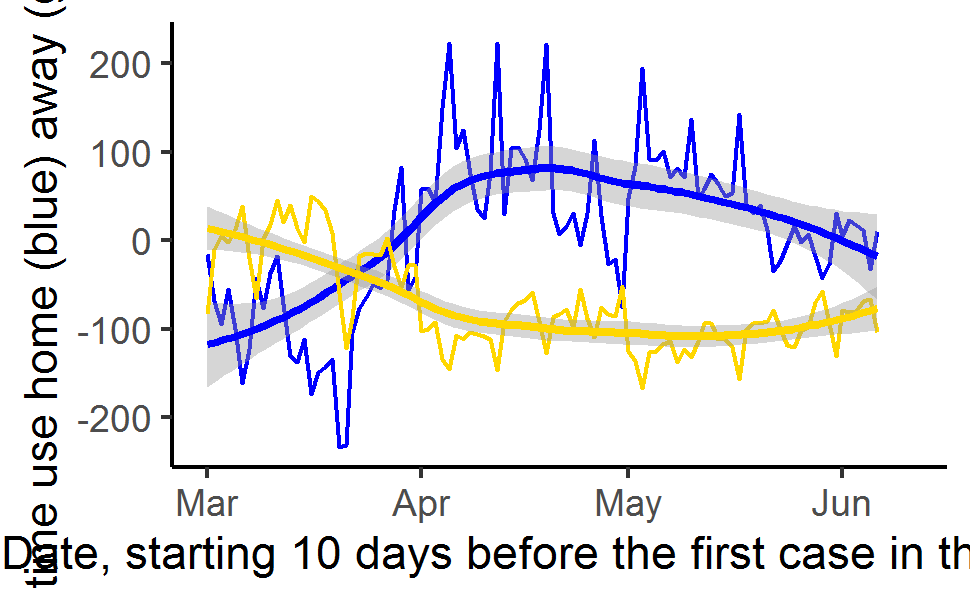 time use home (blue) away (
200
100
0
-100
-200
Mar Apr May Jun
Date, starting 10 days before the first case in th